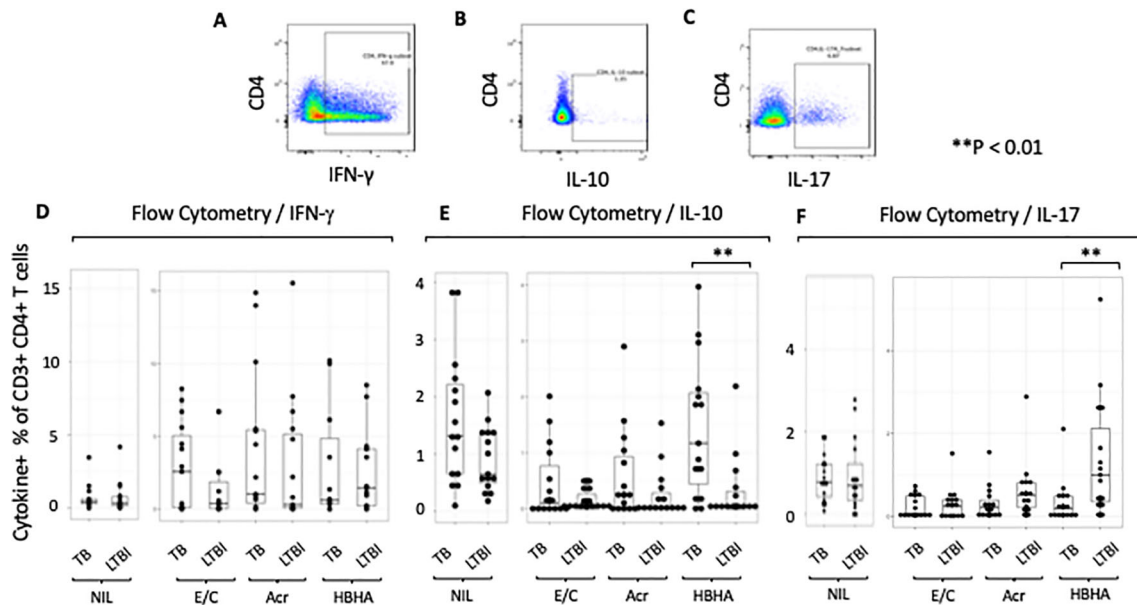 A
B
C
CD4
CD4
CD4
IFN-γ
IL-10
IL-17
**P < 0.01
D
Flow Cytometry / IFN-γ
E
Flow Cytometry / IL-10
F
Flow Cytometry / IL-17
**
**
Cytokine+ % of CD3+ CD4+ T cells
15
10
5
0
4
3
2
1
0
4
2
0
TB LTBI TB LTBI TB LTBI TB LTBI
NIL E/C Acr HBHA
TB LTBI TB LTBI TB LTBI TB LTBI
NIL E/C Acr HBHA
TB LTBI TB LTBI TB LTBI TB LTBI
NIL E/C Acr HBHA